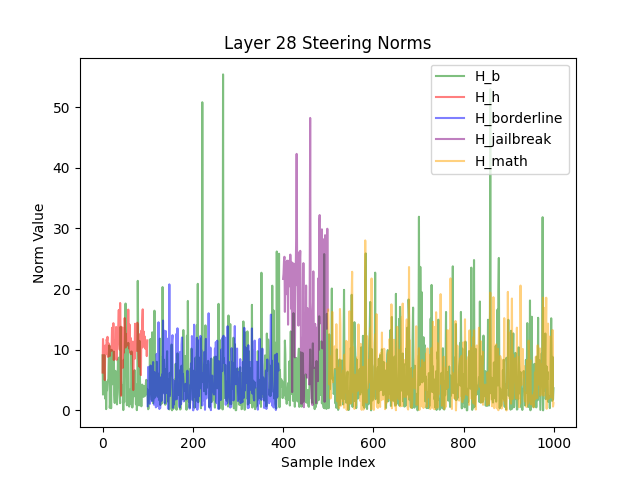 Layer 28 Steering Norms
H_b
H_h
H_borderline
H_jailbreak
H_math
Norm Value
50
40
30
20
10
0
0 200 400 600 800 1000
Sample Index